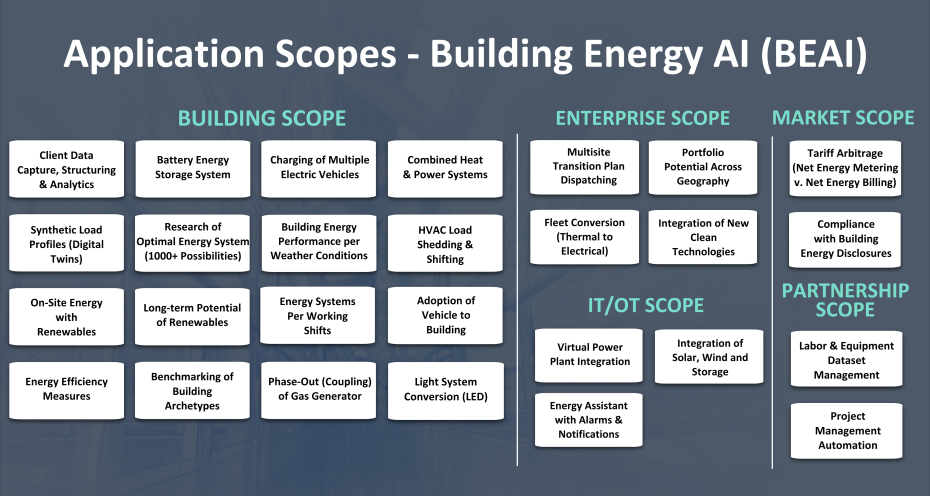 Application Scopes - Building Energy AI (BEAI)
BUILDING SCOPE
Client Data
Capture, Structuring
& Analytics
Battery Energy
Storage System
Charging of Multiple
Electric Vehicles
Combined Heat
& Power Systems
Synthetic Load
Profiles (Digital
Twins)
Research of
Optimal Energy System
(1000+ Possibilities)
Building Energy
Performance per
Weather Conditions
HVAC Load
Shedding &
Shifting
On-Site Energy
with
Renewables
Long-term Potential
of Renewables
Energy Systems
Per Working
Shifts
Adoption of
Vehicle to
Building
Energy Efficiency
Measures
Benchmarking of
Building
Archetypes
Phase-Out (Coupling)
of Gas Generator
Light System
Conversion (LED)
ENTERPRISE SCOPE
Multisite
Transition Plan
Dispatching
Portfolio
Potential Across
Geography
Fleet Conversion
(Thermal to
Electrical)
Integration of New
Clean
Technologies
IT/OT SCOPE
Virtual Power
Plant Integration
Integration of
Solar, Wind and
Storage
Energy Assistant
with Alarms &
Notifications
MARKET SCOPE
Tariff Arbitrage
(Net Energy Metering
v. Net Energy Billing)
Compliance
with Building
Energy Disclosures
PARTNERSHIP
SCOPE
Labor & Equipment
Dataset
Management
Project
Management
Automation